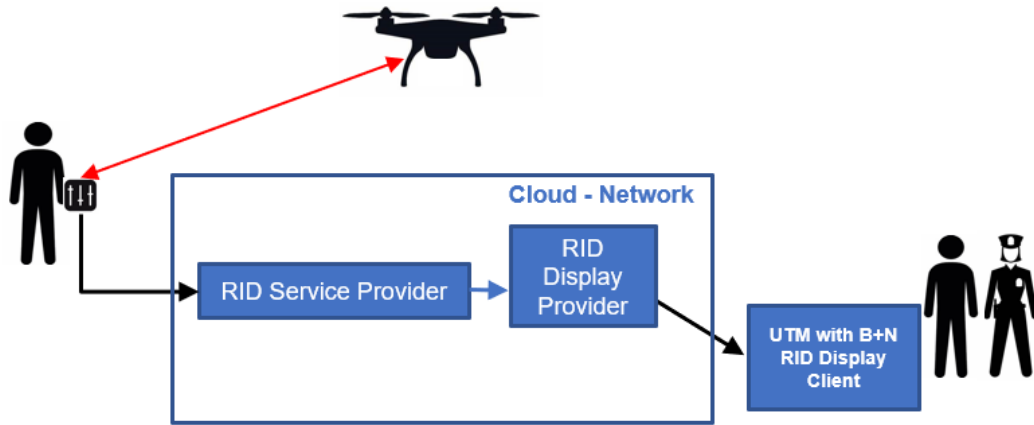 Cloud - Network
RID
Display
Provider
RID Service Provider
UTM with B+N
RID Display
Client